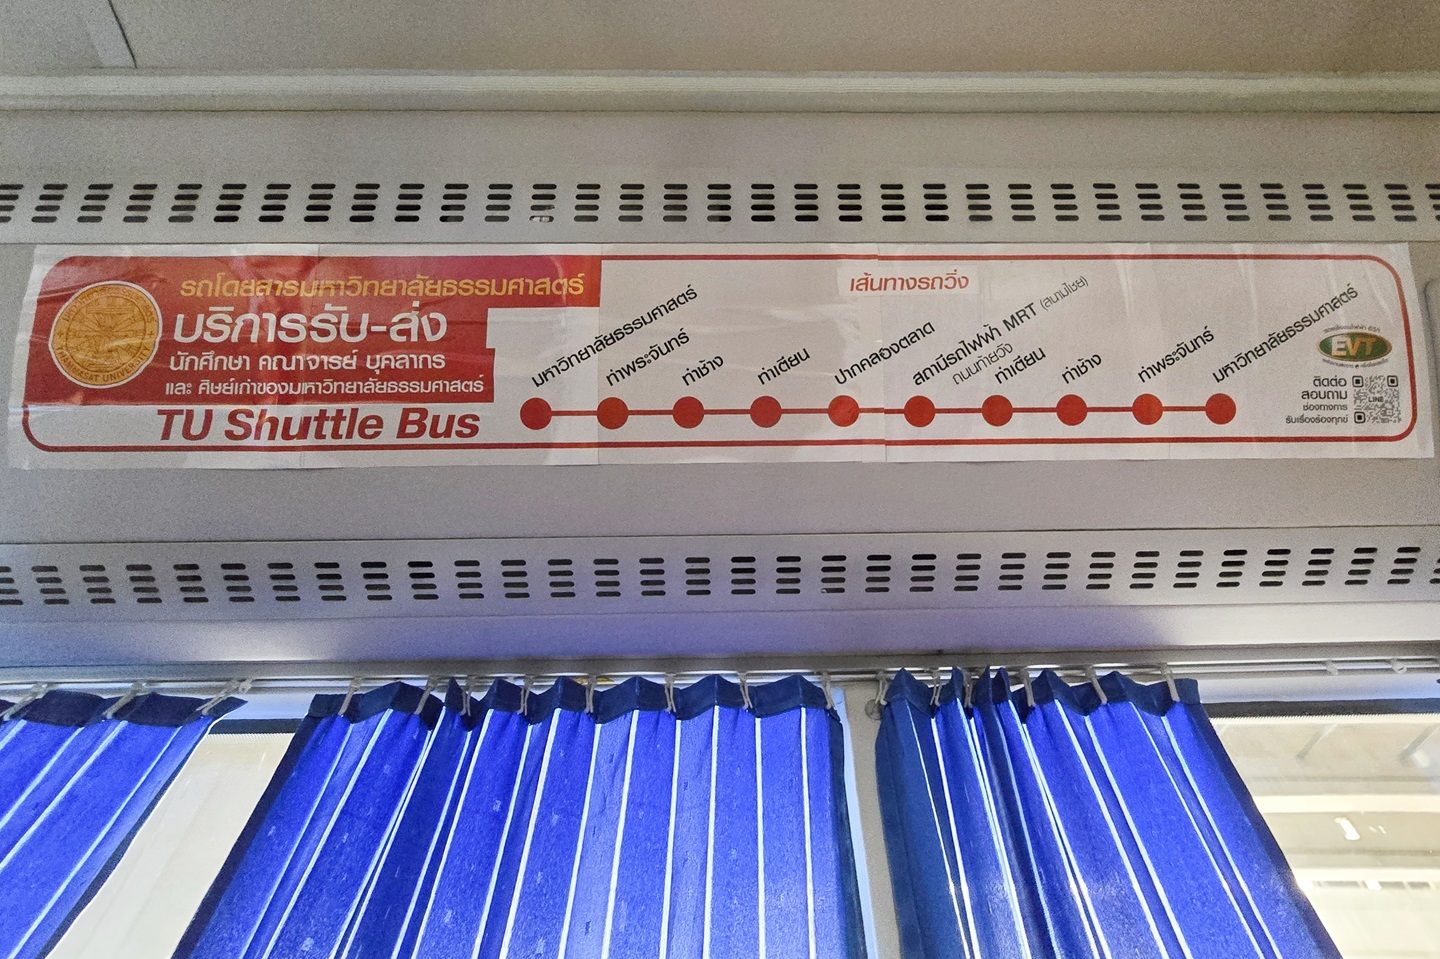 รถโดยสารมหาวิทยาลัยธรรมศาสตร์
บริการรับ-ส่ง
นักศึกษา คณาจารย์ บุคลากร
และ ศิษย์เก่าของมหาวิทยาลัยธรรมศาสตร์
TU Shuttle Bus
เส้นทางรถวิ่ง
มหาวิทยาลัยธรรมศาสตร์
ท่าพระจันทร์
ท่าช้าง
ท่าเตียน
ปากคลองตลาด
สถานีรถไฟฟ้า MRT (สนามไชย)
ถนนท้ายวัง
ท่าเตียน
ท่าช้าง
ท่าพระจันทร์
มหาวิทยาลัยธรรมศาสตร์
EVT
ติดต่อ
สอบถาม
ช่องทางการ
รับเรื่องร้องทุกข์
LINE